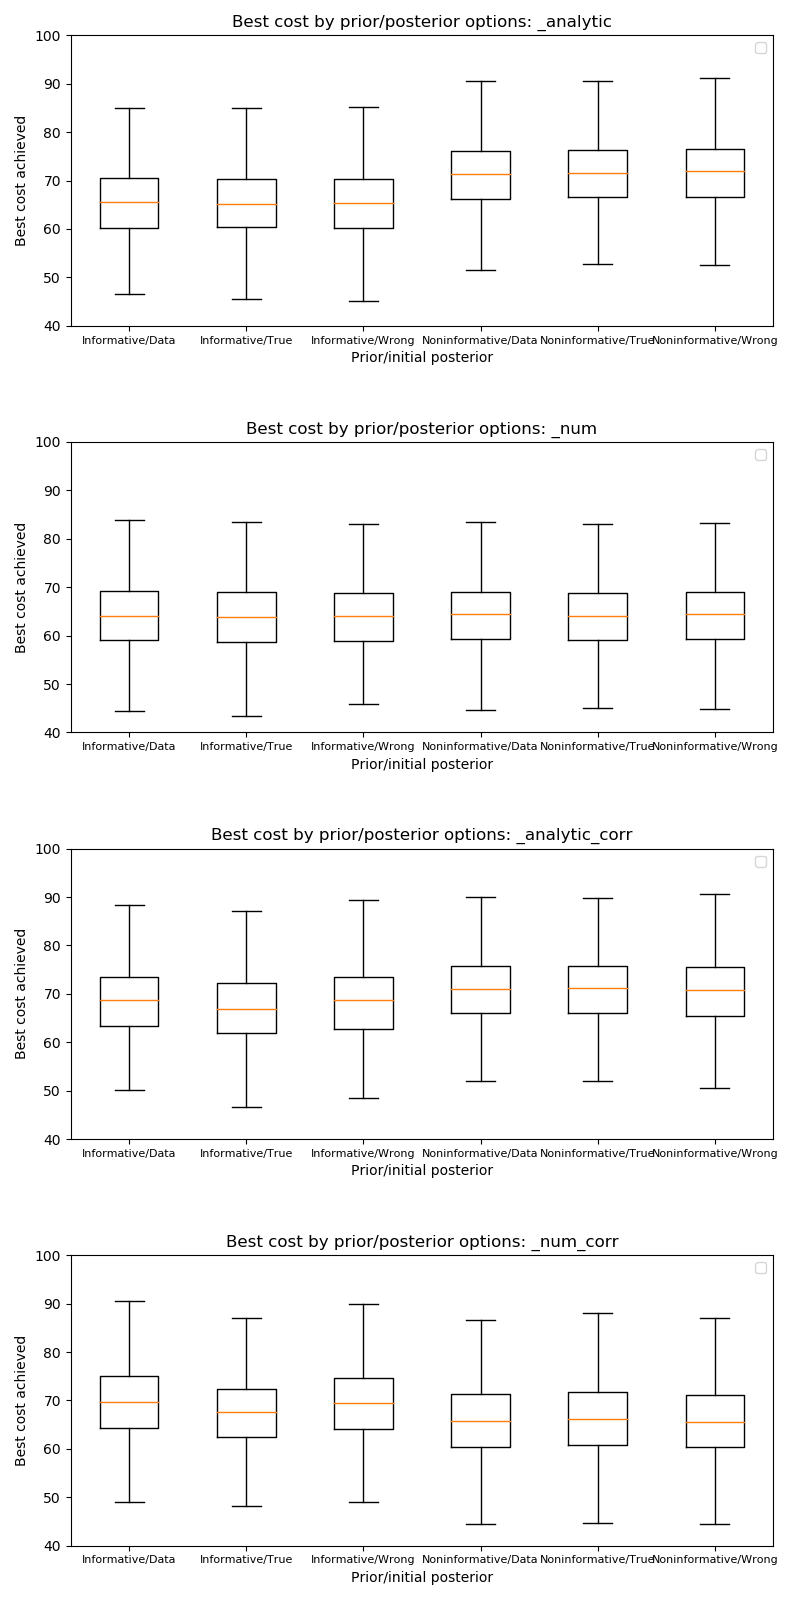 Best cost by prior/posterior options: _analytic
100
90
80
70
60
50
40
Best cost achieved
Informative/Data Informative/True Informative/Wrong Noninformative/Data Noninformative/True Noninformative/Wrong
Prior/initial posterior
Best cost by prior/posterior options: _num
100
90
80
70
60
50
40
Best cost achieved
Informative/Data Informative/True Informative/Wrong Noninformative/Data Noninformative/True Noninformative/Wrong
Prior/initial posterior
Best cost by prior/posterior options: _analytic_corr
100
90
80
70
60
50
40
Best cost achieved
Informative/Data Informative/True Informative/Wrong Noninformative/Data Noninformative/True Noninformative/Wrong
Prior/initial posterior
Best cost by prior/posterior options: _num_corr
100
90
80
70
60
50
40
Best cost achieved
Informative/Data Informative/True Informative/Wrong Noninformative/Data Noninformative/True Noninformative/Wrong
Prior/initial posterior